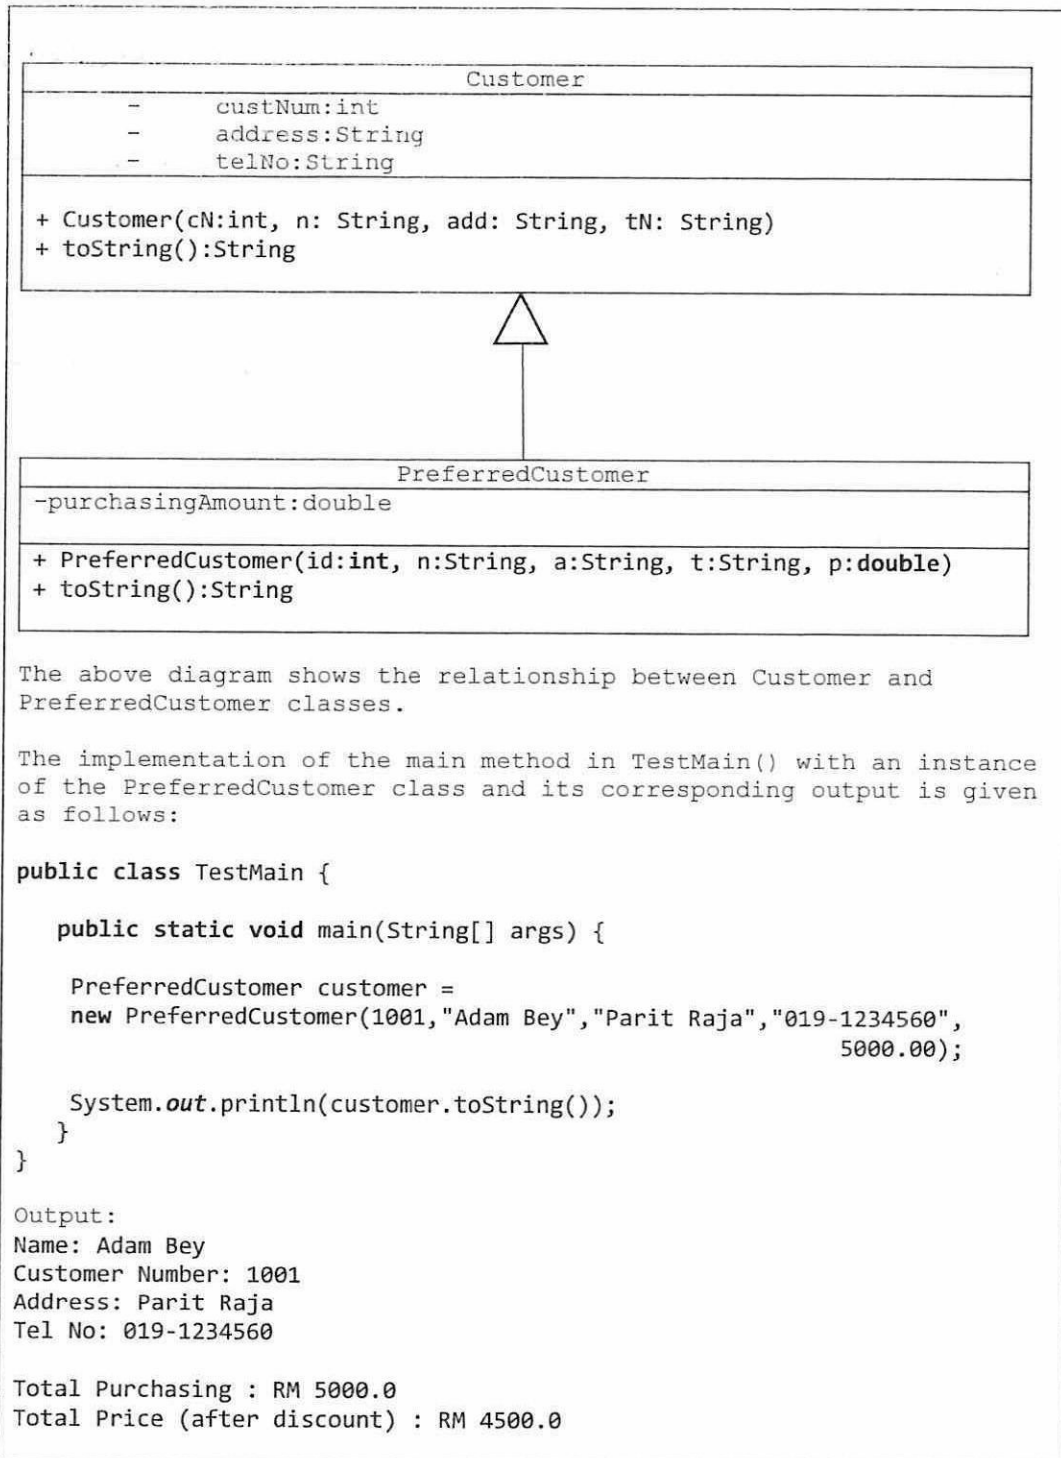 Customer
- custNum:int
- address:String
- telNo:String
+ Customer(cN:int, n: String, add: String, tN: String)
+ toString():String
PreferredCustomer
-purchasingAmount:double
+ PreferredCustomer(id:int, n:String, a:String, t:String, p:double)
+ toString():String
The above diagram shows the relationship between Customer and
PreferredCustomer classes.
The implementation of the main method in TestMain() with an instance
of the PreferredCustomer class and its corresponding output is given
as follows:
public class TestMain {
public static void main(String[] args) {
PreferredCustomer customer =
new PreferredCustomer(1001,"Adam Bey","Parit Raja","019-1234560",
5000.00);
System.out.println(customer.toString());
}
}
Output:
Name: Adam Bey
Customer Number: 1001
Address: Parit Raja
Tel No: 019-1234560
Total Purchasing : RM 5000.0
Total Price (after discount) : RM 4500.0